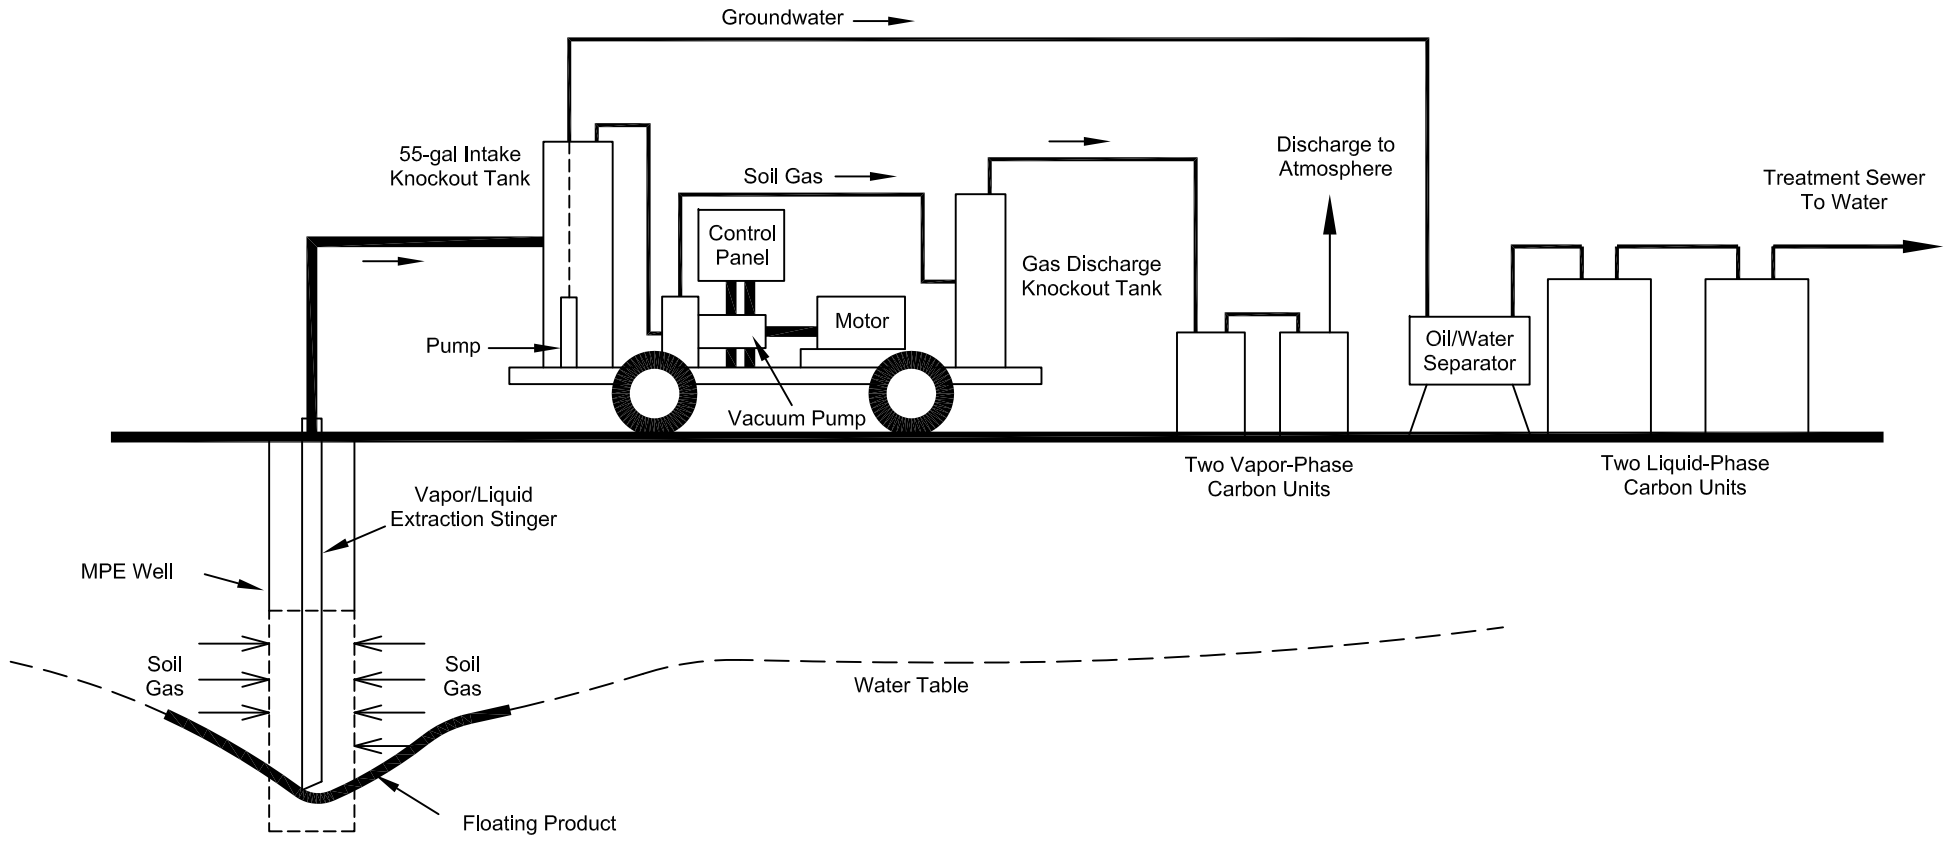 Groundwater
55-gal Intake
Knockout Tank
Soil Gas
Discharge to
Atmosphere
Treatment Sewer
To Water
Control
Panel
Gas Discharge
Knockout Tank
Motor
Pump
Oil/Water
Separator
Vacuum Pump
Two Vapor-Phase
Carbon Units
Two Liquid-Phase
Carbon Units
Vapor/Liquid
Extraction Stinger
MPE Well
Soil
Gas
Soil
Gas
Water Table
Floating Product